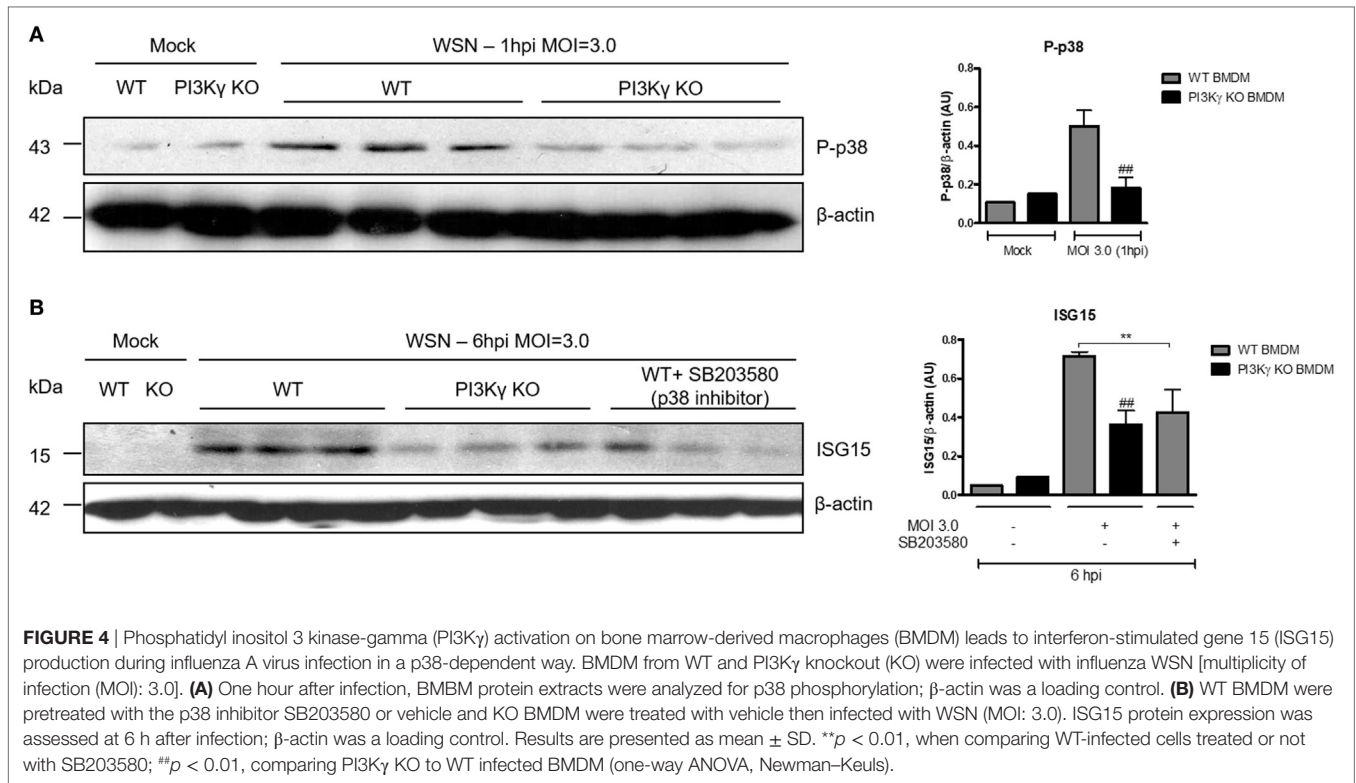 A
Mock
WSN – 1hpi MOI=3.0
kDa
WT
PI3Kγ KO
WT
PI3Kγ KO
43
P-p38
42
β-actin
P-p38
0.8
0.6
0.4
0.2
0.0
P-p38/β-actin (AU)
##
Mock
MOI 3.0 (1hpi)
WT BMDM
PI3Kγ KO BMDM
B
Mock
WSN – 6hpi MOI=3.0
kDa
WT KO
WT
PI3Kγ KO
WT+ SB203580
(p38 inhibitor)
15
ISG15
42
β-actin
ISG15
0.8
0.6
0.4
0.2
0.0
ISG15/β-actin (AU)
**
##
WT BMDM
PI3Kγ KO BMDM
MOI 3.0 - + +
SB203580 - - +
6 hpi
FIGURE 4 | Phosphatidyl inositol 3 kinase-gamma (PI3Kγ) activation on bone marrow-derived macrophages (BMDM) leads to interferon-stimulated gene 15 (ISG15)
production during influenza A virus infection in a p38-dependent way. BMDM from WT and PI3Kγ knockout (KO) were infected with influenza WSN [multiplicity of
infection (MOI): 3.0]. (A) One hour after infection, BMBM protein extracts were analyzed for p38 phosphorylation; β-actin was a loading control. (B) WT BMDM were
pretreated with the p38 inhibitor SB203580 or vehicle and KO BMDM were treated with vehicle then infected with WSN (MOI: 3.0). ISG15 protein expression was
assessed at 6 h after infection; β-actin was a loading control. Results are presented as mean ± SD. **p < 0.01, when comparing WT-infected cells treated or not
with SB203580; ##p < 0.01, comparing PI3Kγ KO to WT infected BMDM (one-way ANOVA, Newman–Keuls).